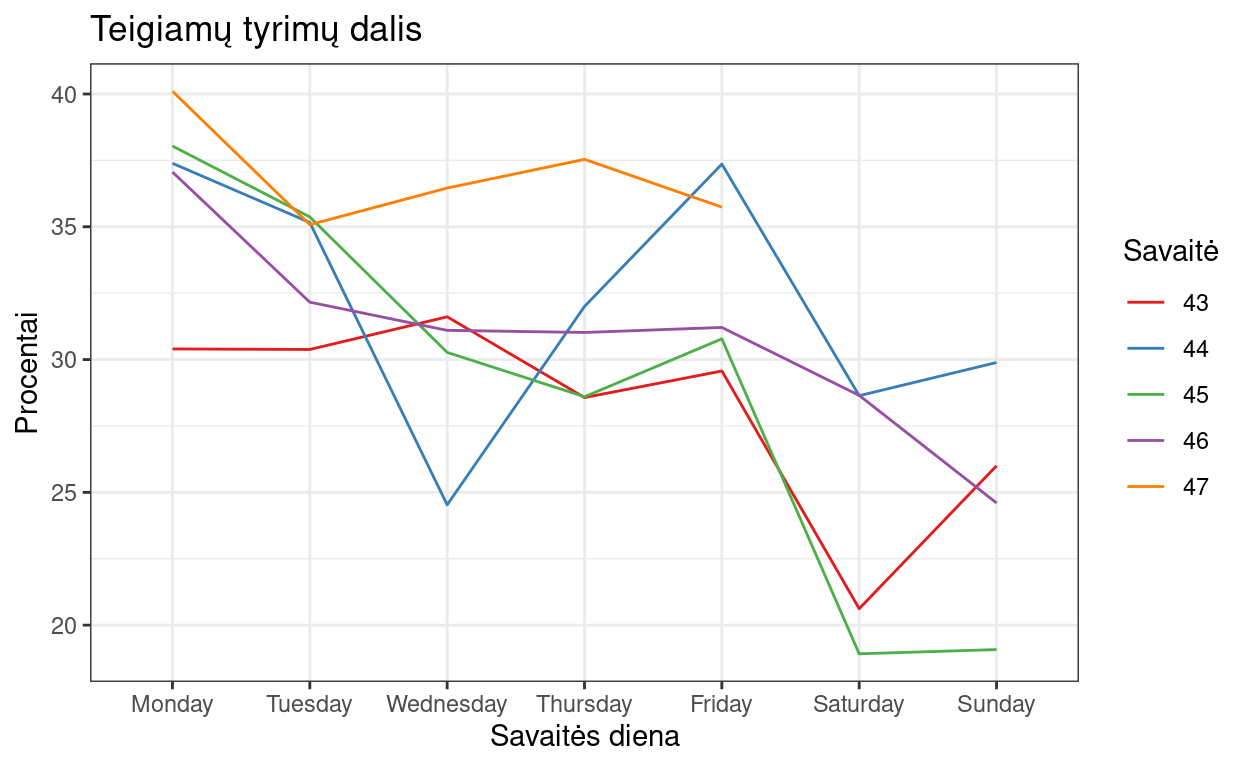 Teigiamų tyrimų dalis
Procentai
40
35
30
25
20
Monday Tuesday Wednesday Thursday Friday Saturday Sunday
Savaitės diena
Savaitė
43
44
45
46
47